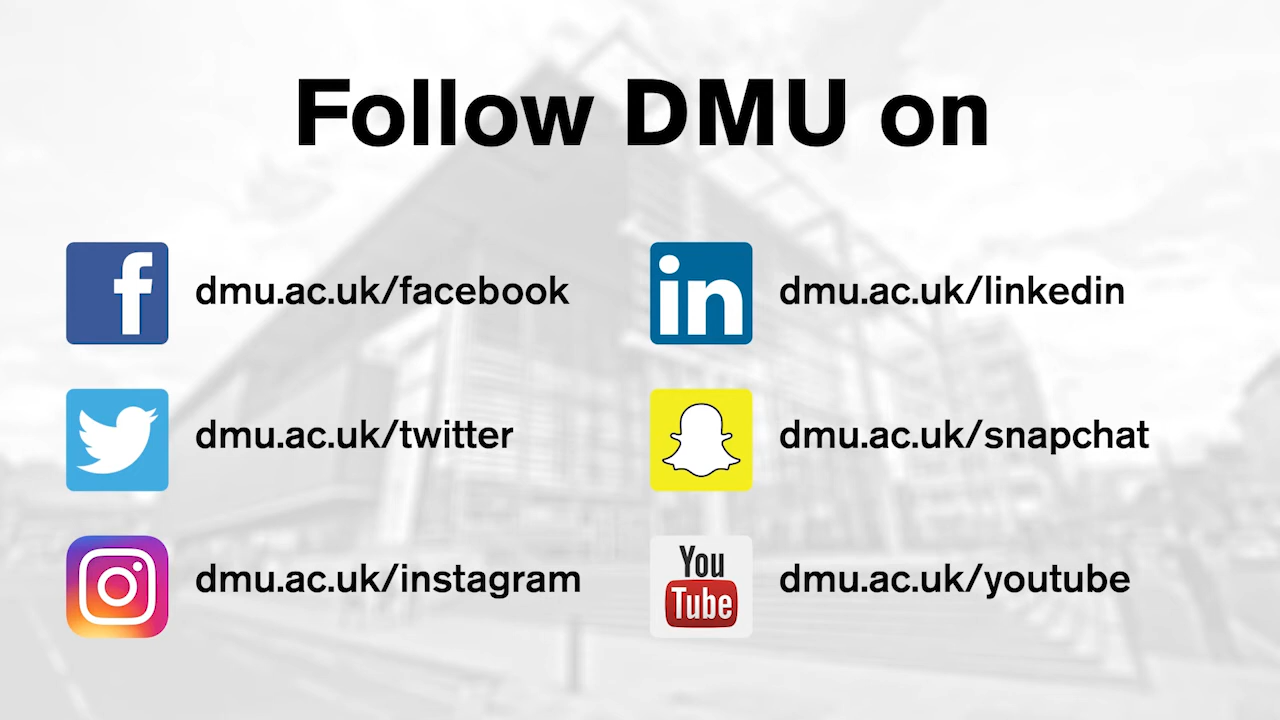 Follow DMU on
dmu.ac.uk/facebook
dmu.ac.uk/twitter
dmu.ac.uk/instagram
in
dmu.ac.uk/linkedin
dmu.ac.uk/snapchat
You
Tube
dmu.ac.uk/youtube